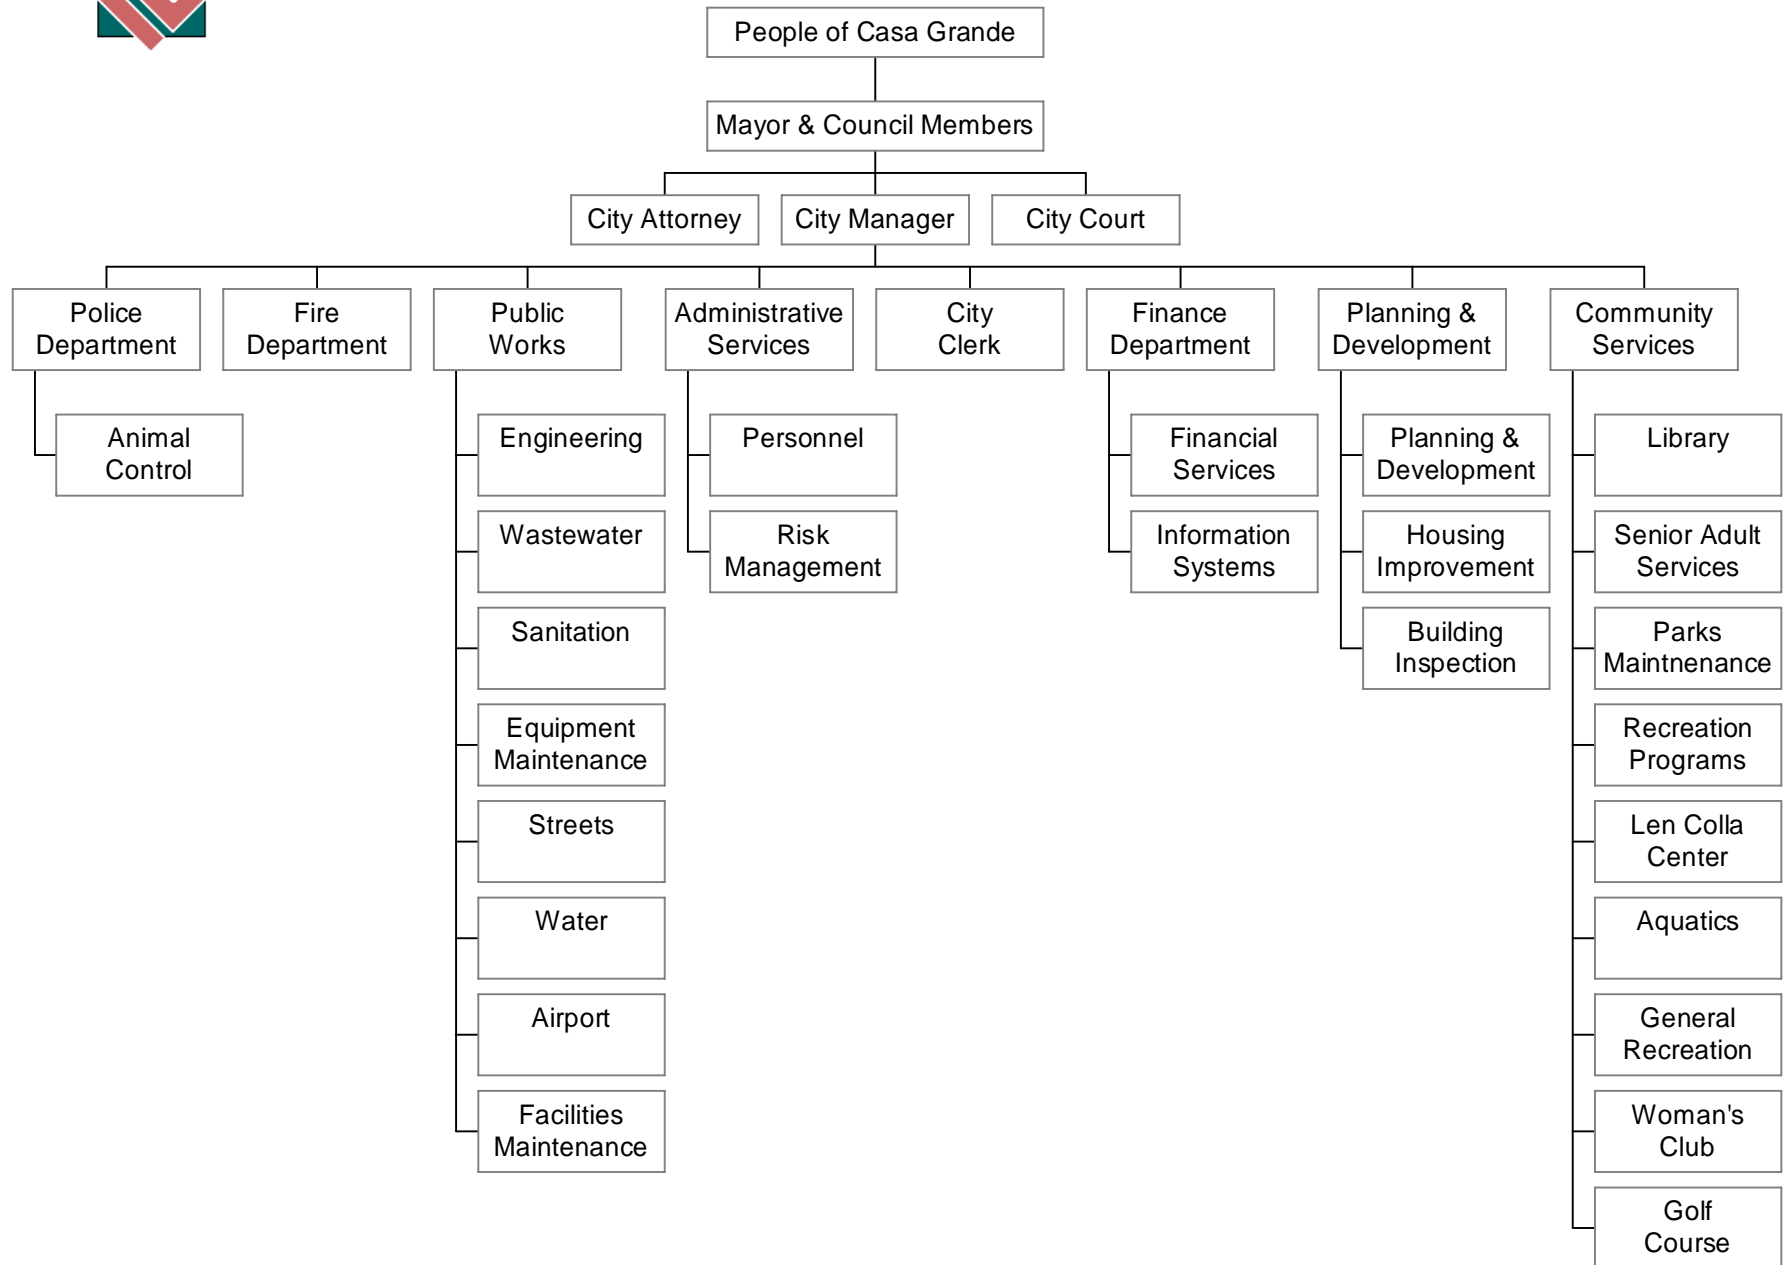 People of Casa Grande
Mayor & Council Members
City Attorney
City Manager
City Court
Police
Department
Fire
Department
Public
Works
Administrative
Services
City
Clerk
Finance
Department
Planning &
Development
Community
Services
Animal
Control
Engineering
Wastewater
Sanitation
Equipment
Maintenance
Streets
Water
Airport
Facilities
Maintenance
Personnel
Risk
Management
Financial
Services
Information
Systems
Planning &
Development
Housing
Improvement
Building
Inspection
Library
Senior Adult
Services
Parks
Maintnenance
Recreation
Programs
Len Colla
Center
Aquatics
General
Recreation
Woman's
Club
Golf
Course